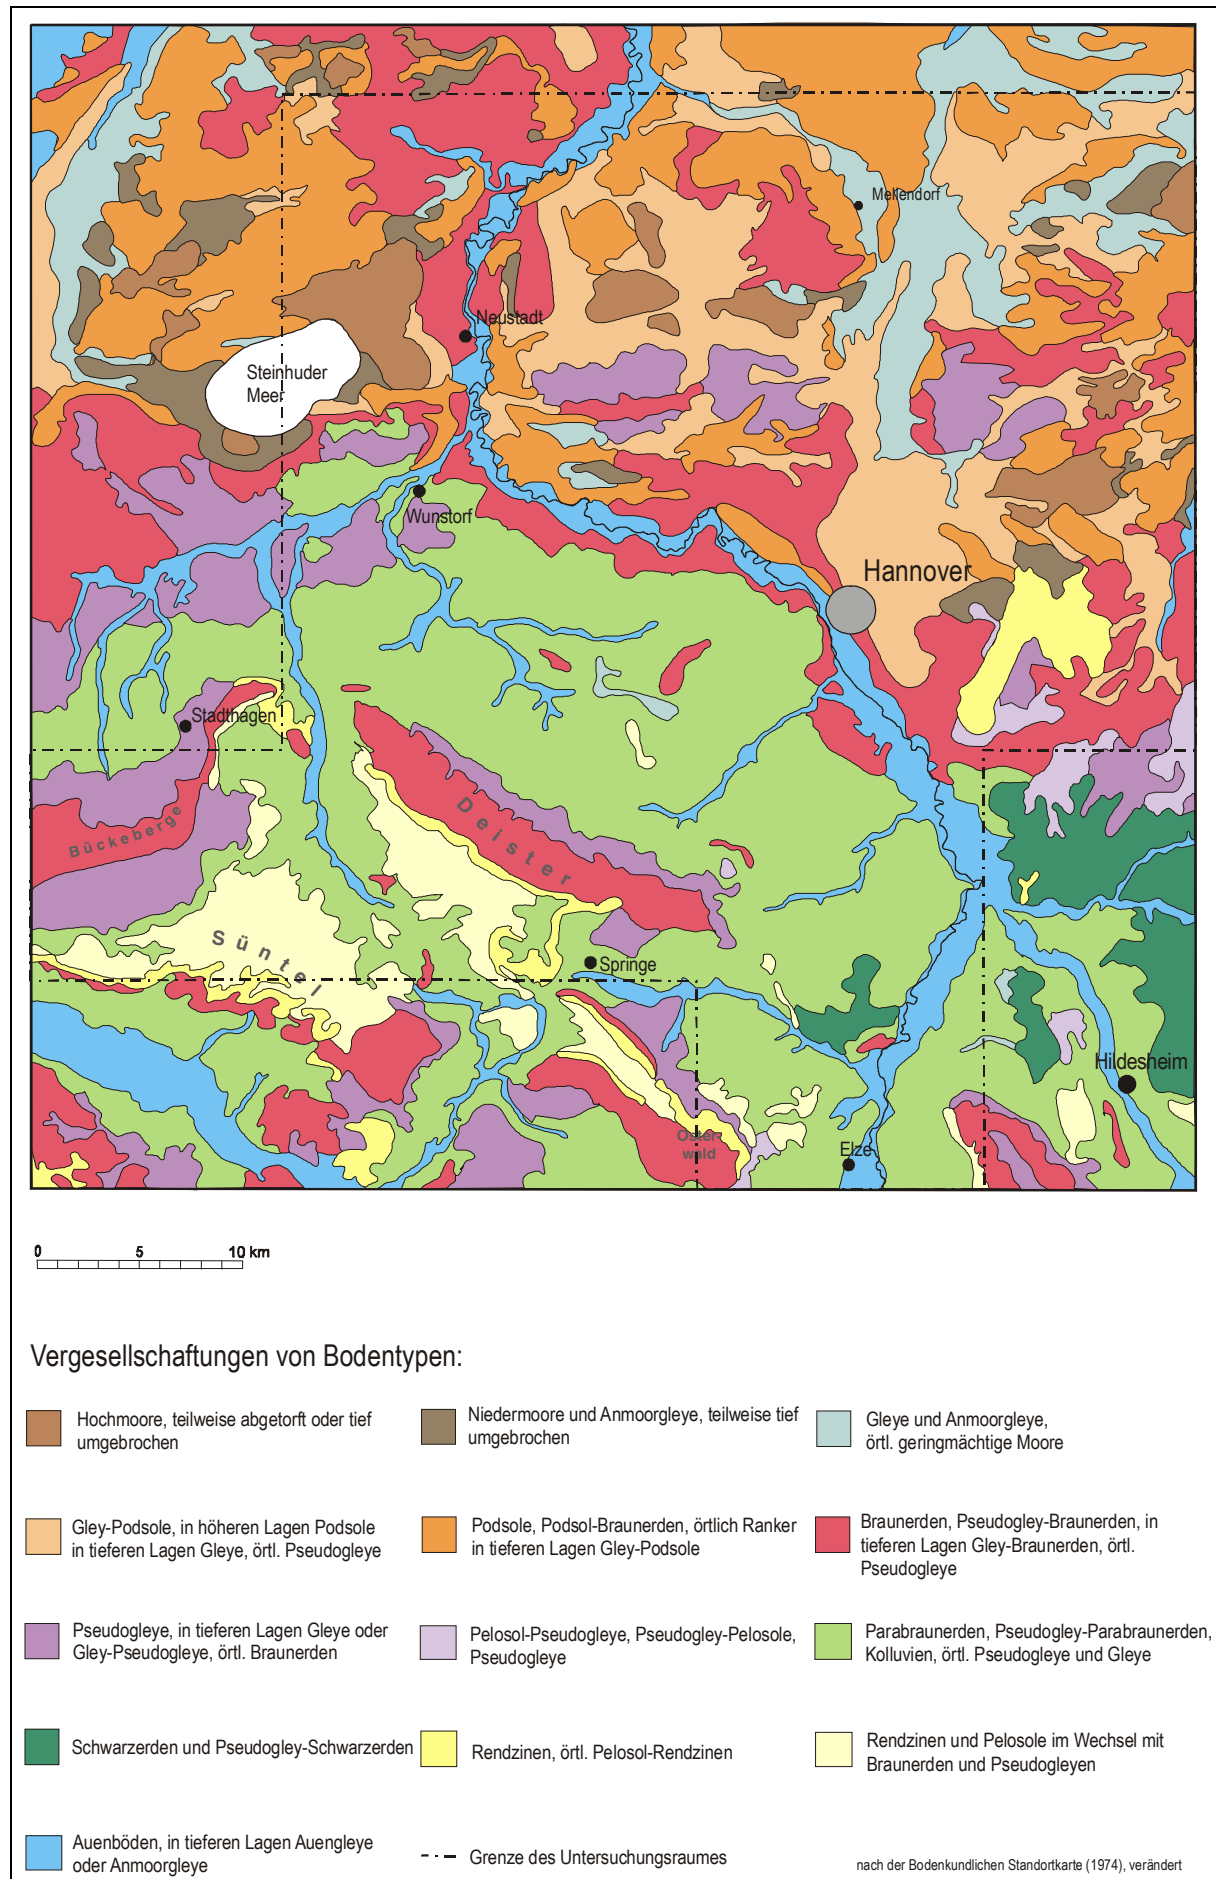 Mellendorf
Neustadt
Steinhuder
Meer
Wunstorf
Hannover
Stadthagen
Bückeberge
Deister
Süntel
Springe
Hildesheim
Oster-
wald
Elze
0 5 10 km
Vergesellschaftungen von Bodentypen:
Hochmoore, teilweise abgetorft oder tief
umgebrochen
Niedermoore und Anmoorgleye, teilweise tief
umgebrochen
Gleye und Anmoorgleye,
örtl. geringmächtige Moore
Gley-Podsole, in höheren Lagen Podsole
in tieferen Lagen Gleye, örtl. Pseudogleye
Podsole, Podsol-Braunerden, örtlich Ranker
in tieferen Lagen Gley-Podsole
Braunerden, Pseudogley-Braunerden, in
tieferen Lagen Gley-Braunerden, örtl.
Pseudogleye
Pseudogleye, in tieferen Lagen Gleye oder
Gley-Pseudogleye, örtl. Braunerden
Pelosol-Pseudogleye, Pseudogley-Pelosole,
Pseudogleye
Parabraunerden, Pseudogley-Parabraunerden,
Kolluvien, örtl. Pseudogleye und Gleye
Schwarzerden und Pseudogley-Schwarzerden
Rendzinen, örtl. Pelosol-Rendzinen
Rendzinen und Pelosole im Wechsel mit
Braunerden und Pseudogleyen
Auenböden, in tieferen Lagen Auengleye
oder Anmoorgleye
Grenze des Untersuchungsraumes
nach der Bodenkundlichen Standortkarte (1974), verändert